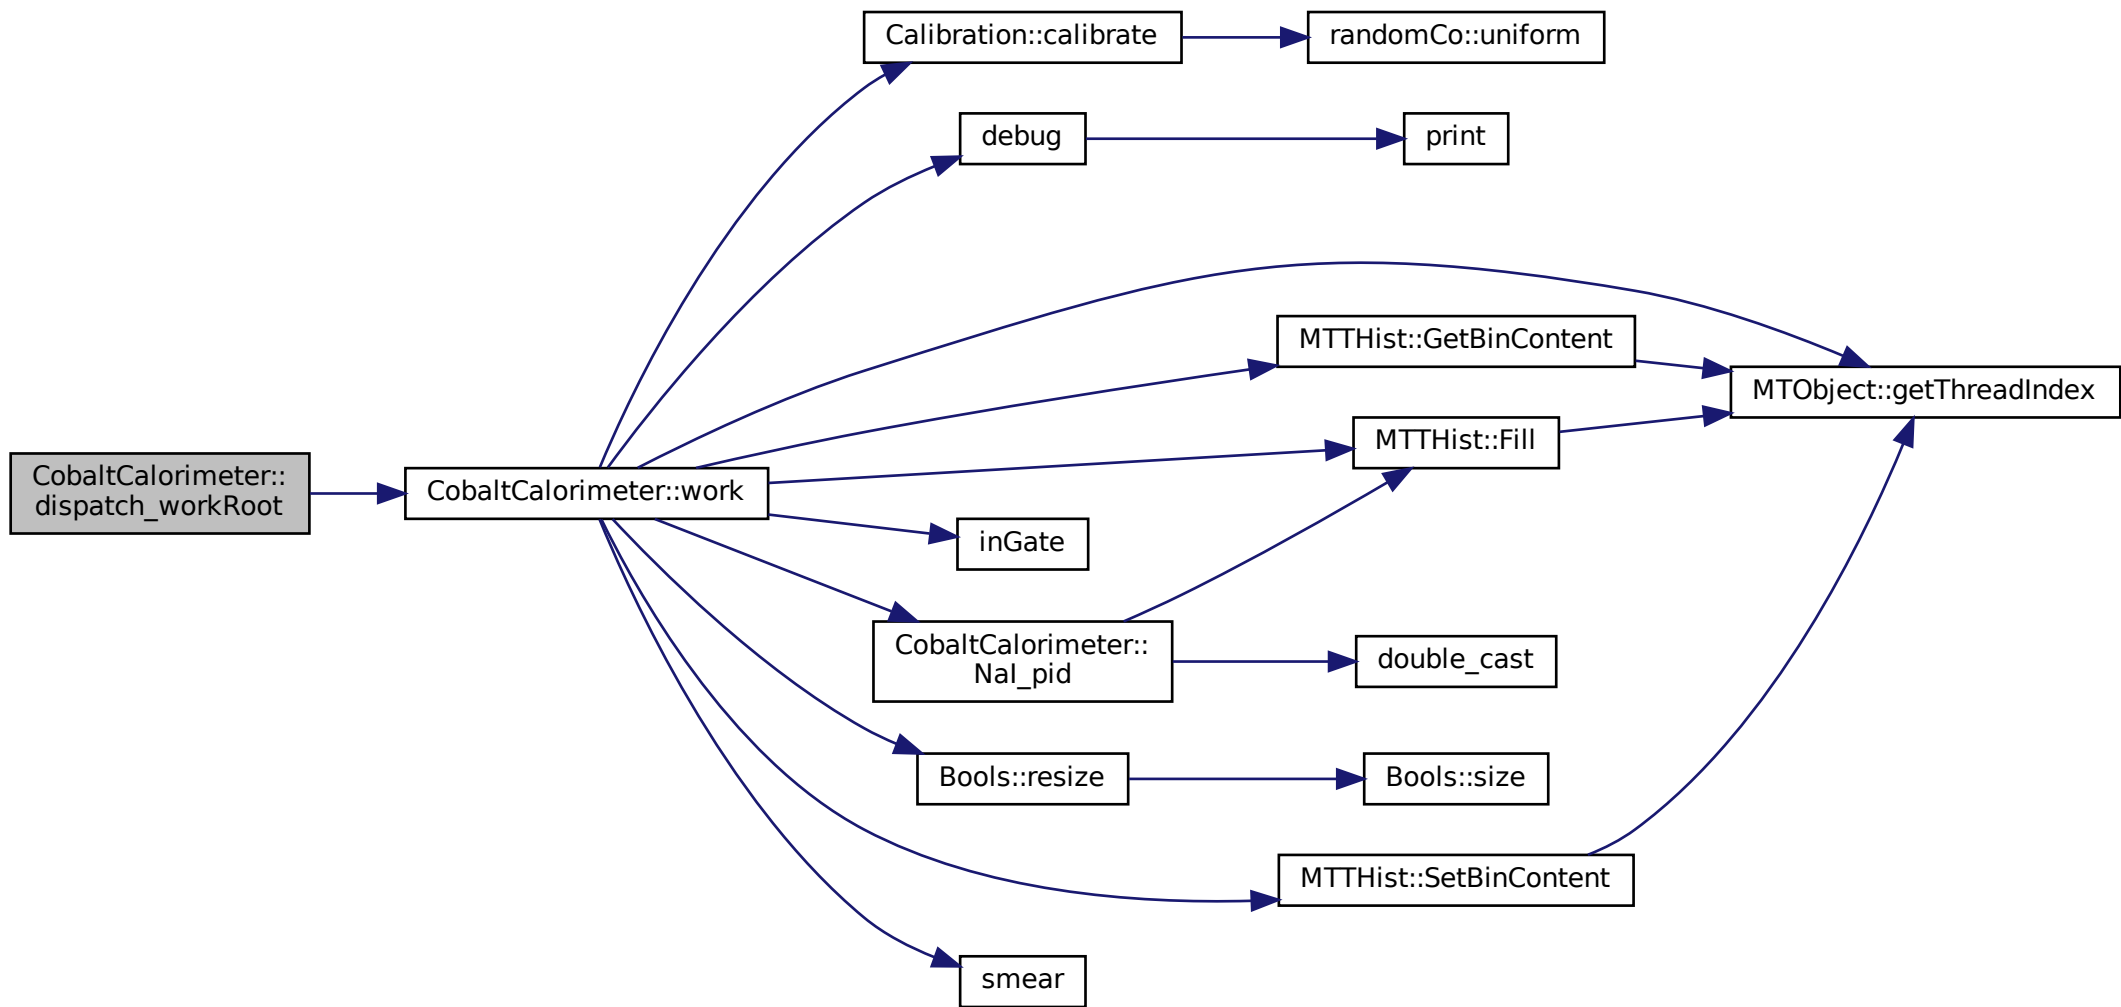 Calibration::calibrate
randomCo::uniform
debug
print
MTTHist::GetBinContent
MTObject::getThreadIndex
MTTHist::Fill
CobaltCalorimeter::
dispatch_workRoot
CobaltCalorimeter::work
inGate
CobaltCalorimeter::
NaI_pid
double_cast
Bools::resize
Bools::size
MTTHist::SetBinContent
smear